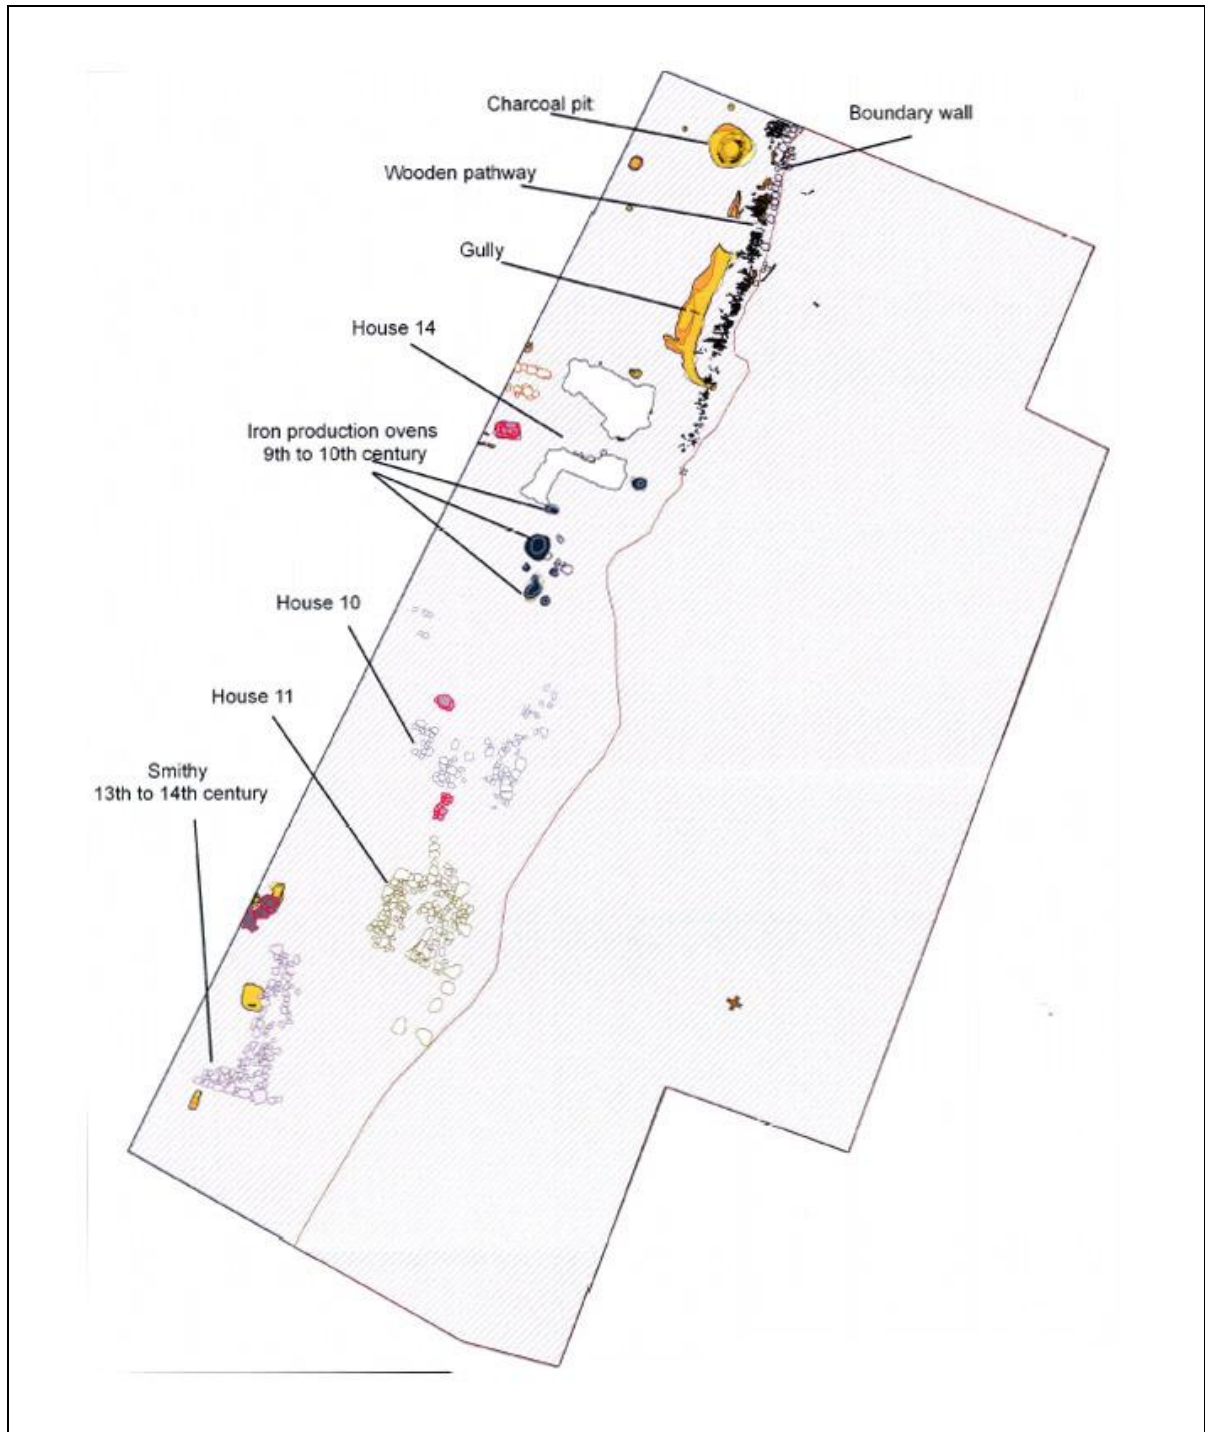 Charcoal pit
Boundary wall
Wooden pathway
Gully
House 14
Iron production ovens
9th to 10th century
House 10
House 11
Smithy
13th to 14th century